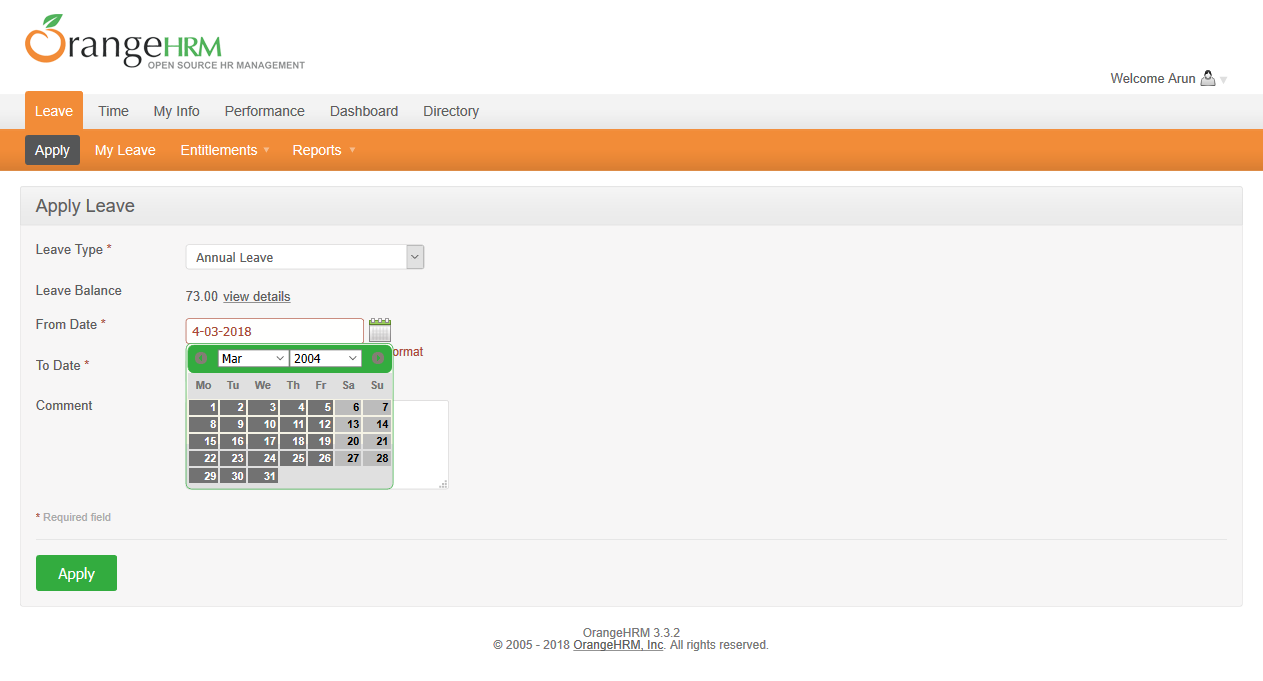 OrangeHRM
OPEN SOURCE HR MANAGEMENT
Welcome Arun
Leave Time My Info Performance Dashboard Directory
Apply My Leave Entitlements Reports
Apply Leave
Leave Type * Annual Leave
Leave Balance 73.00 view details
From Date * 4-03-2018
ormat
To Date * Mar 2004
Mo Tu We Th Fr Sa Su
Comment
1 2 3 4 5 6 7
8 9 10 11 12 13 14
15 16 17 18 19 20 21
22 23 24 25 26 27 28
29 30 31
* Required field
Apply
OrangeHRM 3.3.2
© 2005 - 2018 OrangeHRM, Inc. All rights reserved.